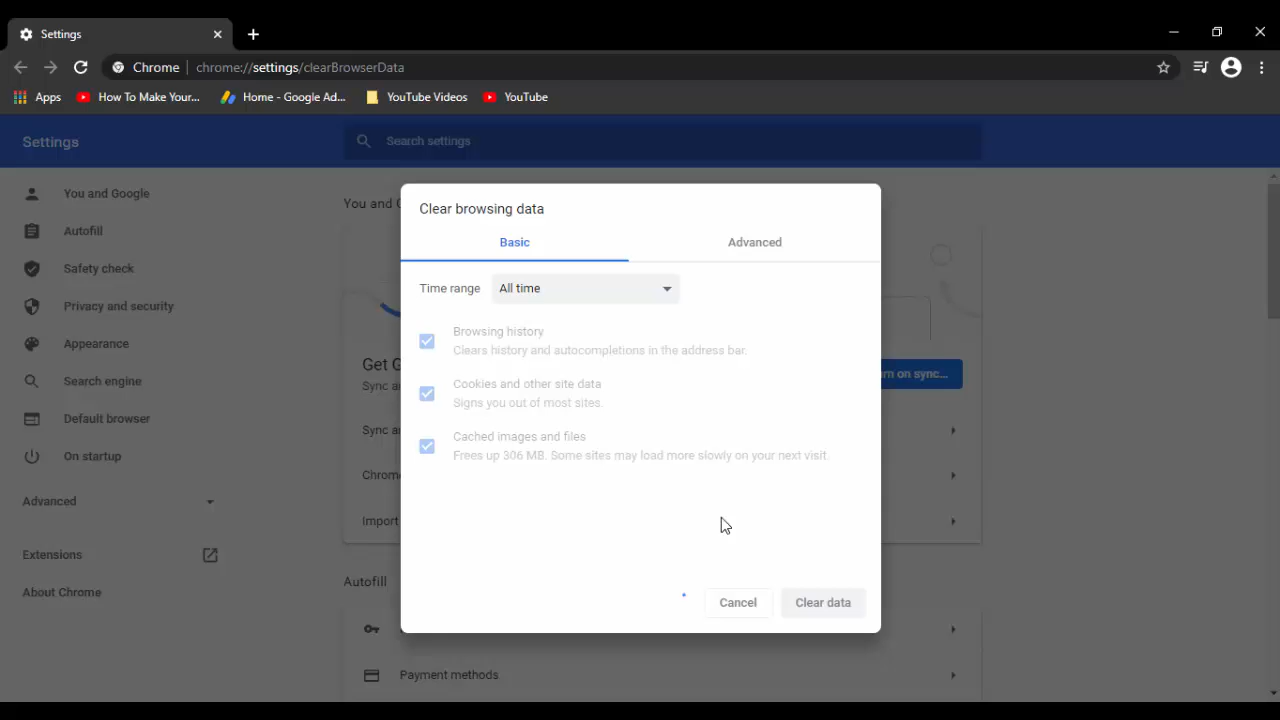 Settings
Chrome chrome://settings/clearBrowserData
Apps How To Make Your... Home - Google Ad... YouTube Videos YouTube
Settings
Search settings
You and Google
Autofill
Safety check
Privacy and security
Appearance
Search engine
Default browser
On startup
Advanced
Extensions
About Chrome
You and G
Get G
Sync a
rn on sync...
Sync a
Chrom
Import
Autofill
Payment methods
Clear browsing data
Basic Advanced
Time range All time
Browsing history
Clears history and autocompletions in the address bar.
Cookies and other site data
Signs you out of most sites.
Cached images and files
Frees up 306 MB. Some sites may load more slowly on your next visit.
Cancel Clear data